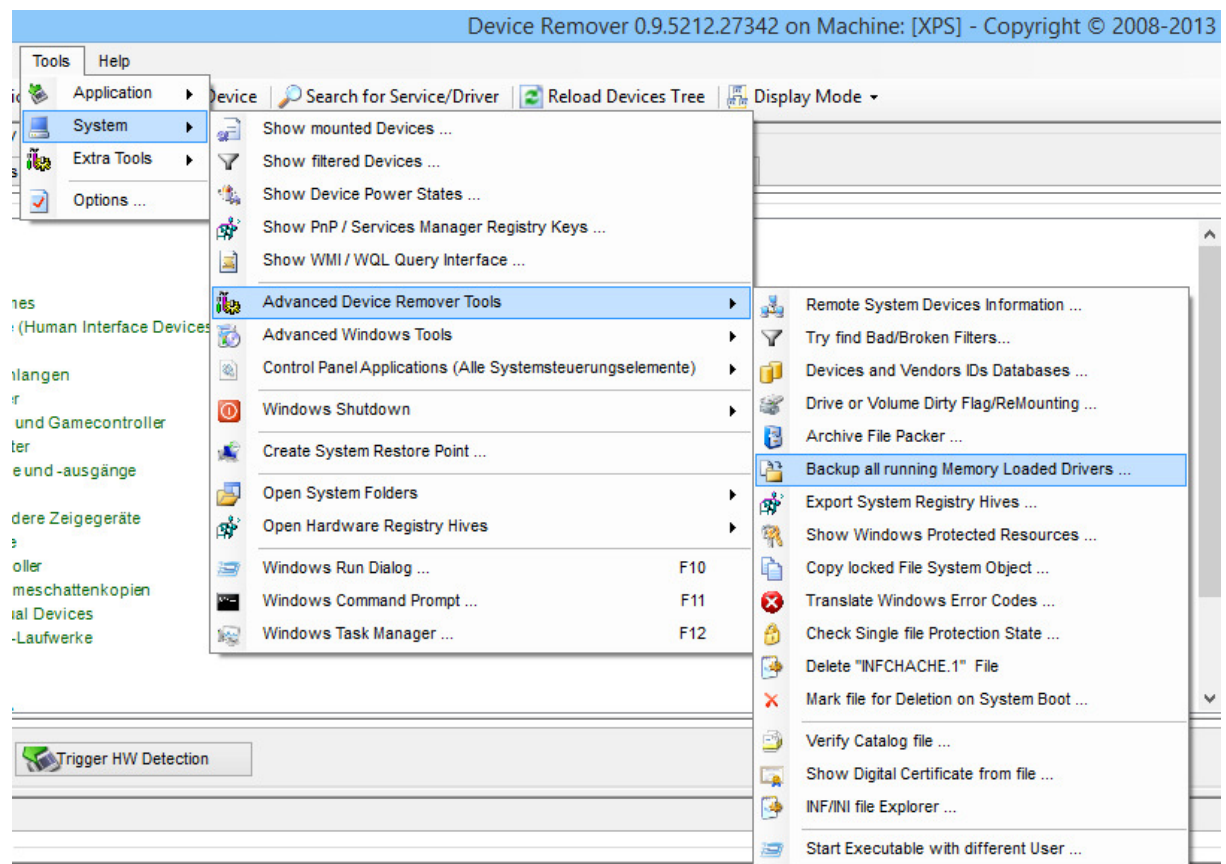 Device Remover 0.9.5212.27342 on Machine: [XPS] - Copyright © 2008-2013
Tools Help
Application Device Search for Service/Driver Reload Devices Tree Display Mode
System
Extra Tools
Options ...
Show mounted Devices ...
Show filtered Devices ...
Show Device Power States ...
Show PnP / Services Manager Registry Keys ...
Show WMI / WQL Query Interface ...
Advanced Device Remover Tools
Advanced Windows Tools
Control Panel Applications (Alle Systemsteuerungselemente)
Windows Shutdown
Create System Restore Point ...
Open System Folders
Open Hardware Registry Hives
Windows Run Dialog ... F10
Windows Command Prompt ... F11
Windows Task Manager ... F12
Remote System Devices Information ...
Try find Bad/Broken Filters...
Devices and Vendors IDs Databases ...
Drive or Volume Dirty Flag/ReMounting ...
Archive File Packer ...
Backup all running Memory Loaded Drivers ...
Export System Registry Hives ...
Show Windows Protected Resources ...
Copy locked File System Object ...
Translate Windows Error Codes ...
Check Single file Protection State ...
Delete "INFCHACHE.1" File
Mark file for Deletion on System Boot ...
Verify Catalog file ...
Show Digital Certificate from file ...
INF/INI file Explorer ...
Start Executable with different User ...
(Human Interface Devices
und Gamecontroller
e und -ausgänge
dere Zeigegeräte
oller
meschattenkopien
ual Devices
-Laufwerke
Trigger HW Detection